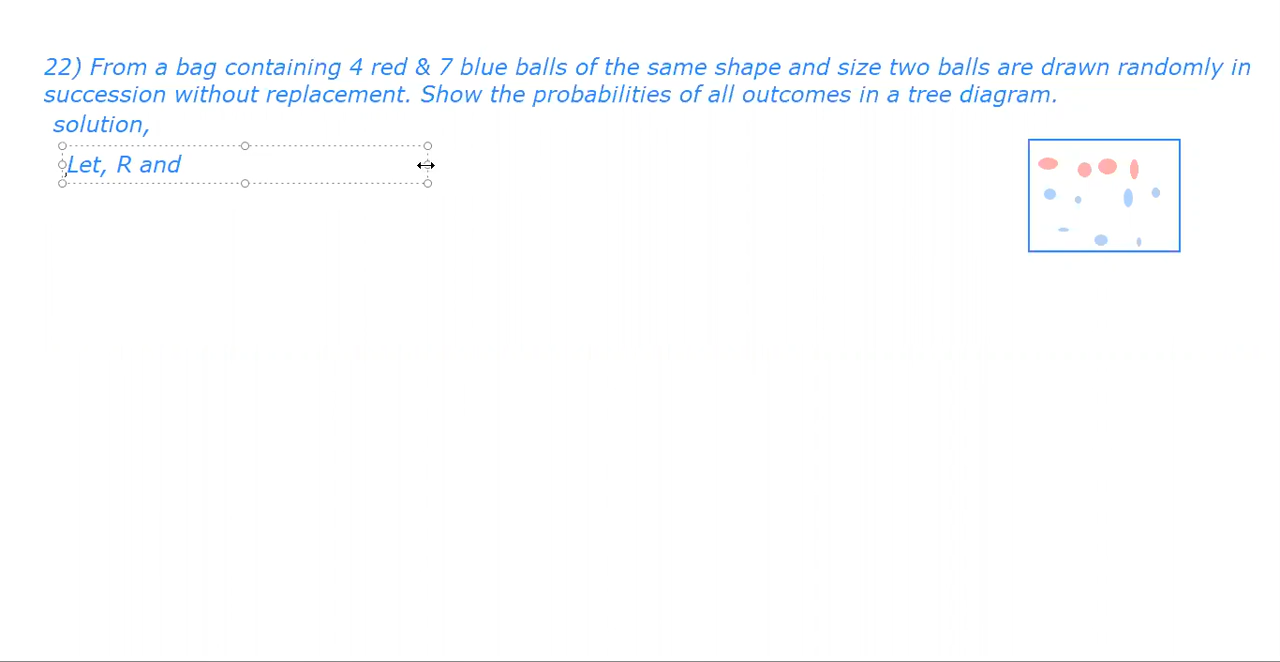 22) From a bag containing 4 red & 7 blue balls of the same shape and size two balls are drawn randomly in
succession without replacement. Show the probabilities of all outcomes in a tree diagram.
solution,
Let, R and